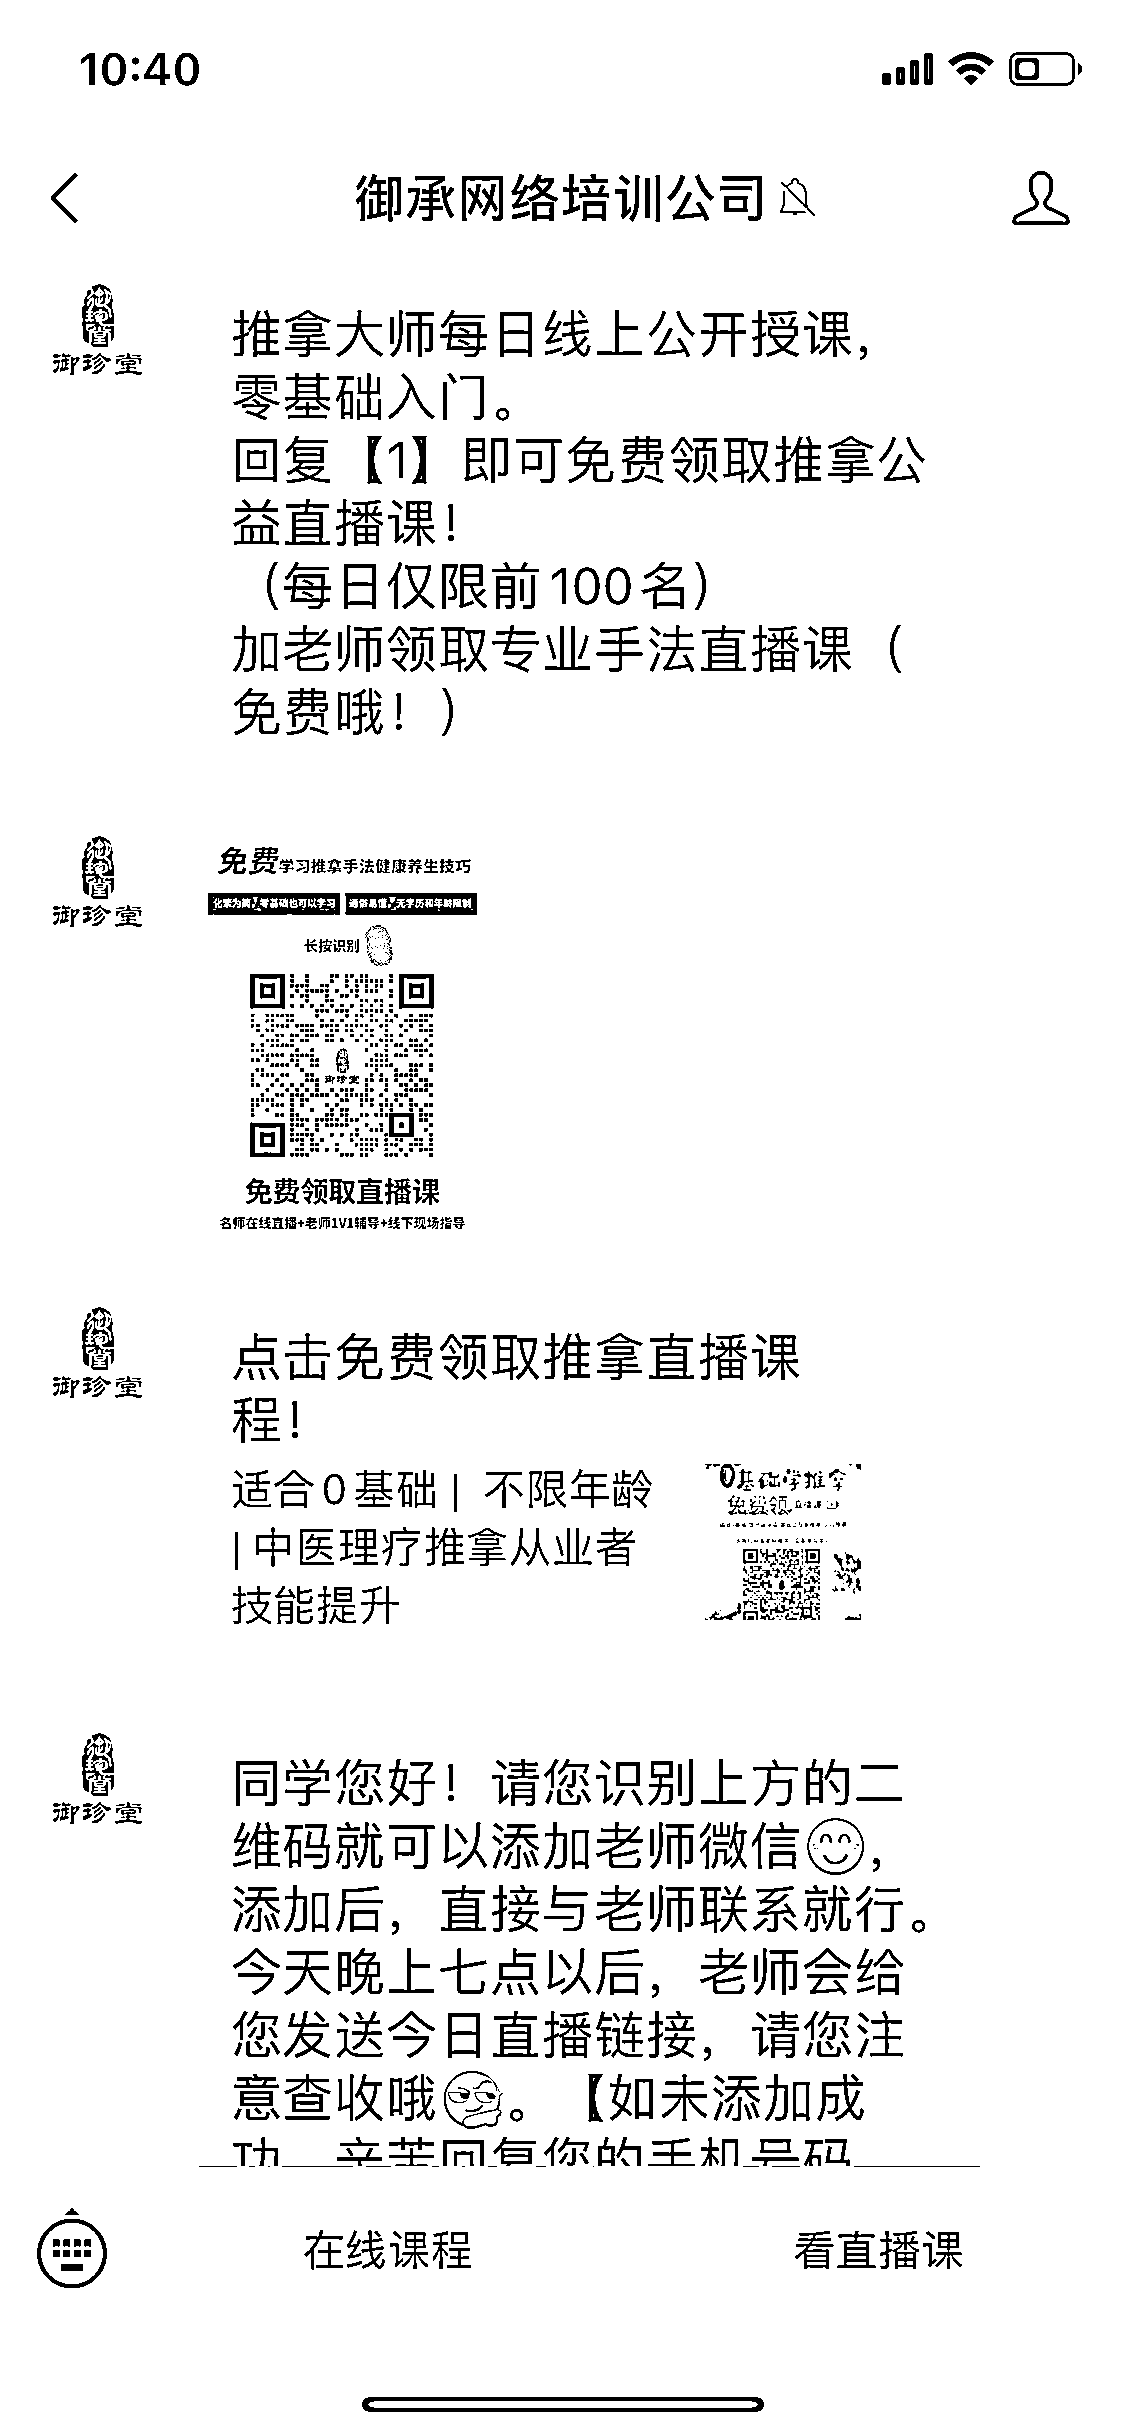 10:40
御承网络培训公司
御珍堂
推拿大师每日线上公开授课，
零基础入门。
回复【1】即可免费领取推拿公
益直播课！
（每日仅限前100名）
加老师领取专业手法直播课（
免费哦！）
御珍堂
免费学习推拿手法健康养生技巧
化繁为简 零基础也可以学习 通俗易懂 无学历和年龄限制
长按识别
御珍堂
免费领取直播课
名师在线直播+老师1V1辅导+线下现场指导
御珍堂
点击免费领取推拿直播课
程！
适合0基础| 不限年龄
|中医理疗推拿从业者
技能提升
0基础学推拿
免费领
御珍堂
同学您好！请您识别上方的二
维码就可以添加老师微信😊，
添加后，直接与老师联系就行。
今天晚上七点以后，老师会给
您发送今日直播链接，请您注
意查收哦🤔。【如未添加成
功，辛苦回复您的手机号码
在线课程
看直播课